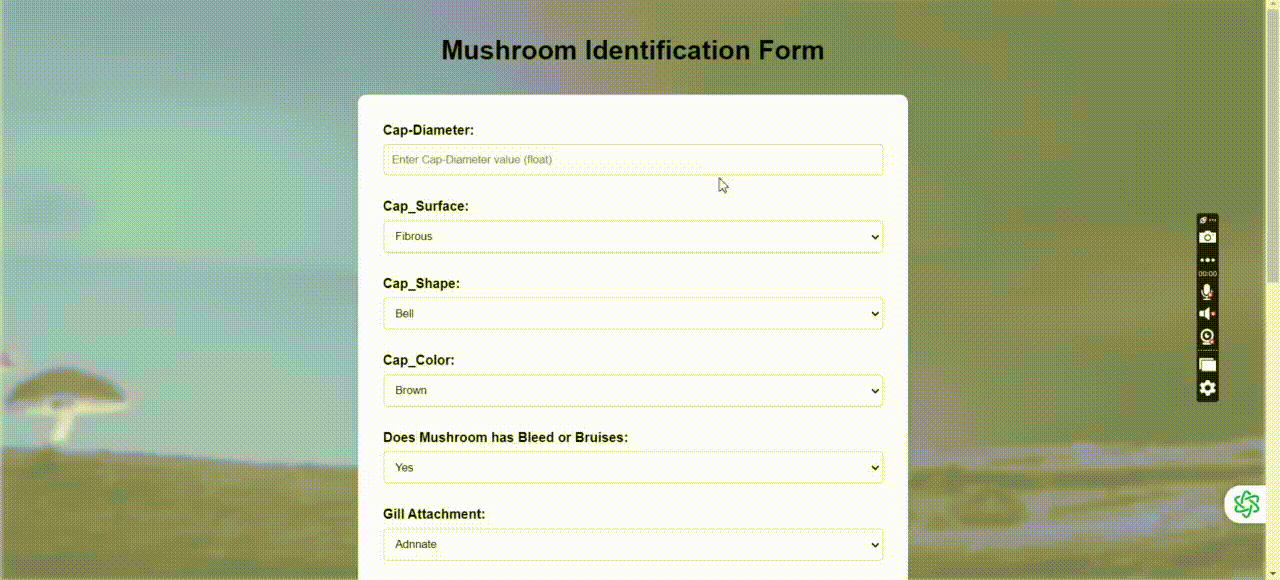 Mushroom Identification Form
Cap-Diameter:
Enter Cap-Diameter value (float)
Cap_Surface:
Fibrous
Cap_Shape:
Bell
Cap_Color:
Brown
Does Mushroom has Bleed or Bruises:
Yes
Gill Attachment:
Adnnate
00:00